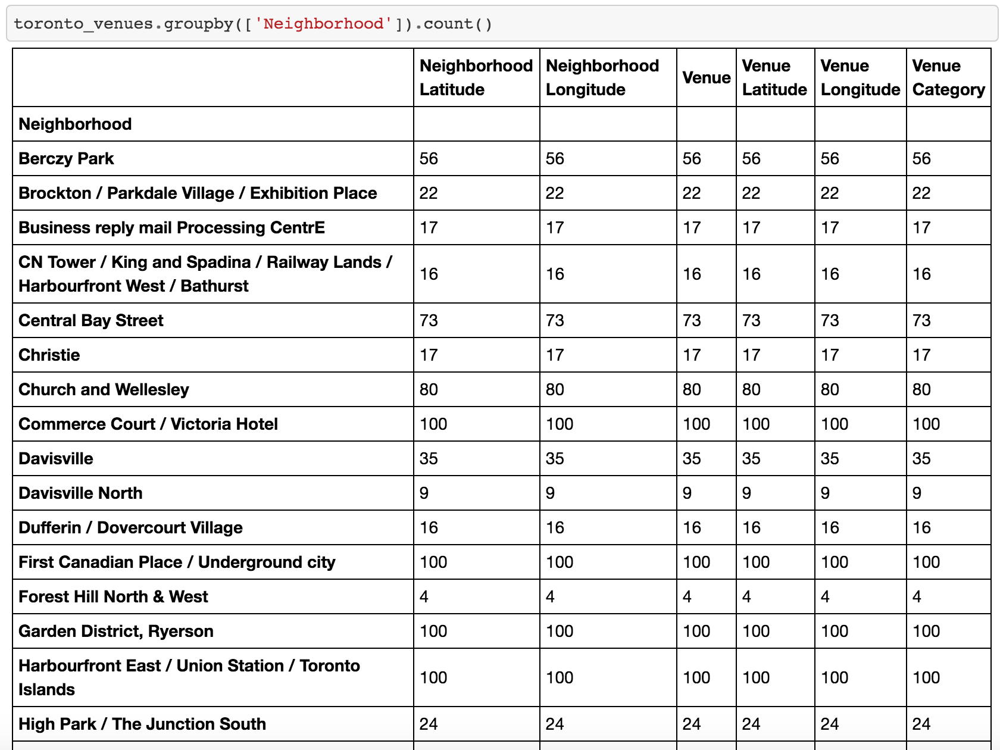 toronto_venues.groupby(['Neighborhood']).count()
Neighborhood Latitude Neighborhood Longitude Venue Venue Latitude Venue Longitude Venue Category
Neighborhood
Berczy Park 56 56 56 56 56 56
Brockton / Parkdale Village / Exhibition Place 22 22 22 22 22 22
Business reply mail Processing CentrE 17 17 17 17 17 17
CN Tower / King and Spadina / Railway Lands /
Harbourfront West / Bathurst 16 16 16 16 16 16
Central Bay Street 73 73 73 73 73 73
Christie 17 17 17 17 17 17
Church and Wellesley 80 80 80 80 80 80
Commerce Court / Victoria Hotel 100 100 100 100 100 100
Davisville 35 35 35 35 35 35
Davisville North 9 9 9 9 9 9
Dufferin / Dovercourt Village 16 16 16 16 16 16
First Canadian Place / Underground city 100 100 100 100 100 100
Forest Hill North & West 4 4 4 4 4 4
Garden District, Ryerson 100 100 100 100 100 100
Harbourfront East / Union Station / Toronto
Islands 100 100 100 100 100 100
High Park / The Junction South 24 24 24 24 24 24